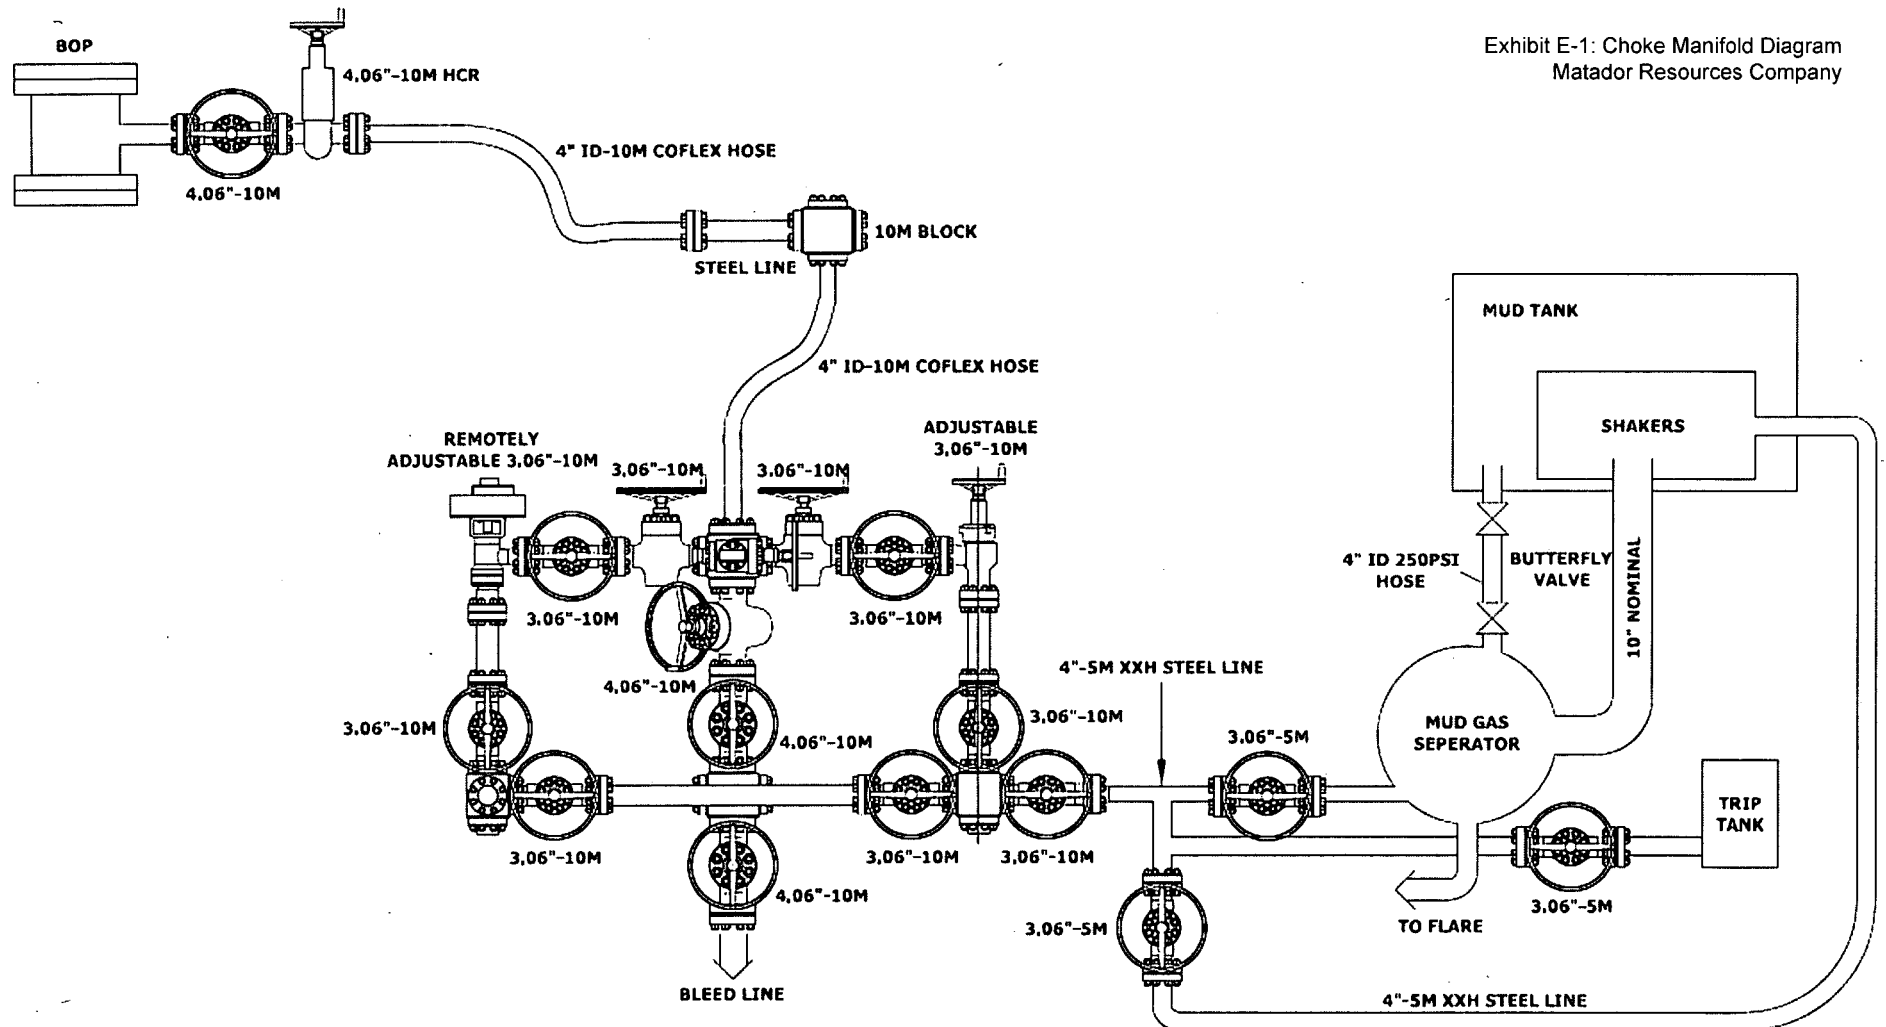 Exhibit E-1: Choke Manifold Diagram
Matador Resources Company
BOP
4.06"-10M HCR
4.06"-10M
4" ID-10M COFLEX HOSE
10M BLOCK
STEEL LINE
4" ID-10M COFLEX HOSE
MUD TANK
SHAKERS
REMOTELY
ADJUSTABLE 3.06"-10M
3.06"-10M
3.06"-10M
ADJUSTABLE
3.06"-10M
3.06"-10M
3.06"-10M
4" ID 250PSI
HOSE
BUTTERFLY
VALVE
10" NOMINAL
4.06"-10M
4"-5M XXH STEEL LINE
3.06"-10M
4.06"-10M
3.06"-10M
3.06"-5M
MUD GAS
SEPERATOR
TRIP
TANK
3.06"-10M
3.06"-10M
3.06"-10M
4.06"-10M
3.06"-5M
3.06"-5M
TO FLARE
BLEED LINE
4"-5M XXH STEEL LINE